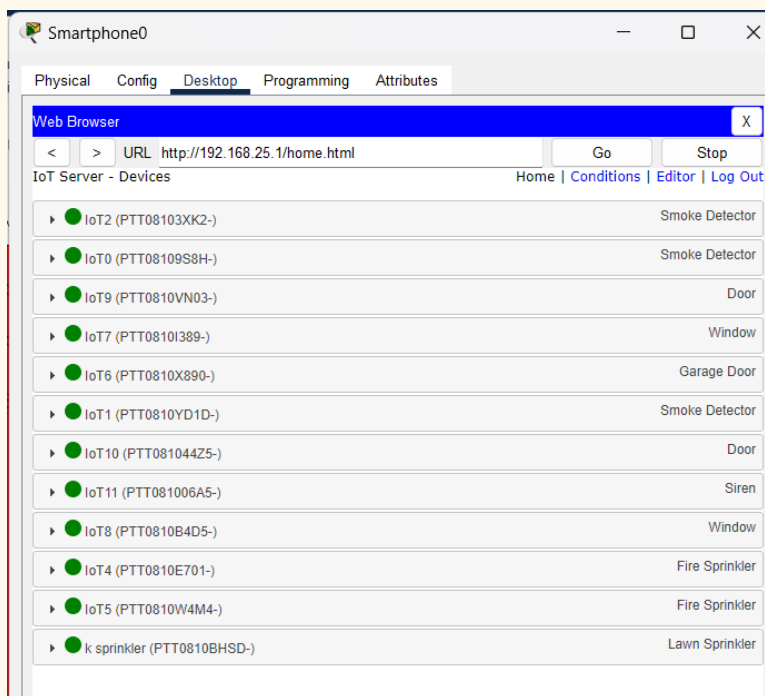 Smartphone0
Physical Config Desktop Programming Attributes
Web Browser X
< > URL http://192.168.25.1/home.html Go Stop
IoT Server - Devices Home | Conditions | Editor | Log Out
IoT2 (PTT08103XK2-) Smoke Detector
IoT0 (PTT08109S8H-) Smoke Detector
IoT9 (PTT0810VN03-) Door
IoT7 (PTT0810I389-) Window
IoT6 (PTT0810X890-) Garage Door
IoT1 (PTT0810YD1D-) Smoke Detector
IoT10 (PTT081044Z5-) Door
IoT11 (PTT081006A5-) Siren
IoT8 (PTT0810B4D5-) Window
IoT4 (PTT0810E701-) Fire Sprinkler
IoT5 (PTT0810W4M4-) Fire Sprinkler
k sprinkler (PTT0810BHSD-) Lawn Sprinkler